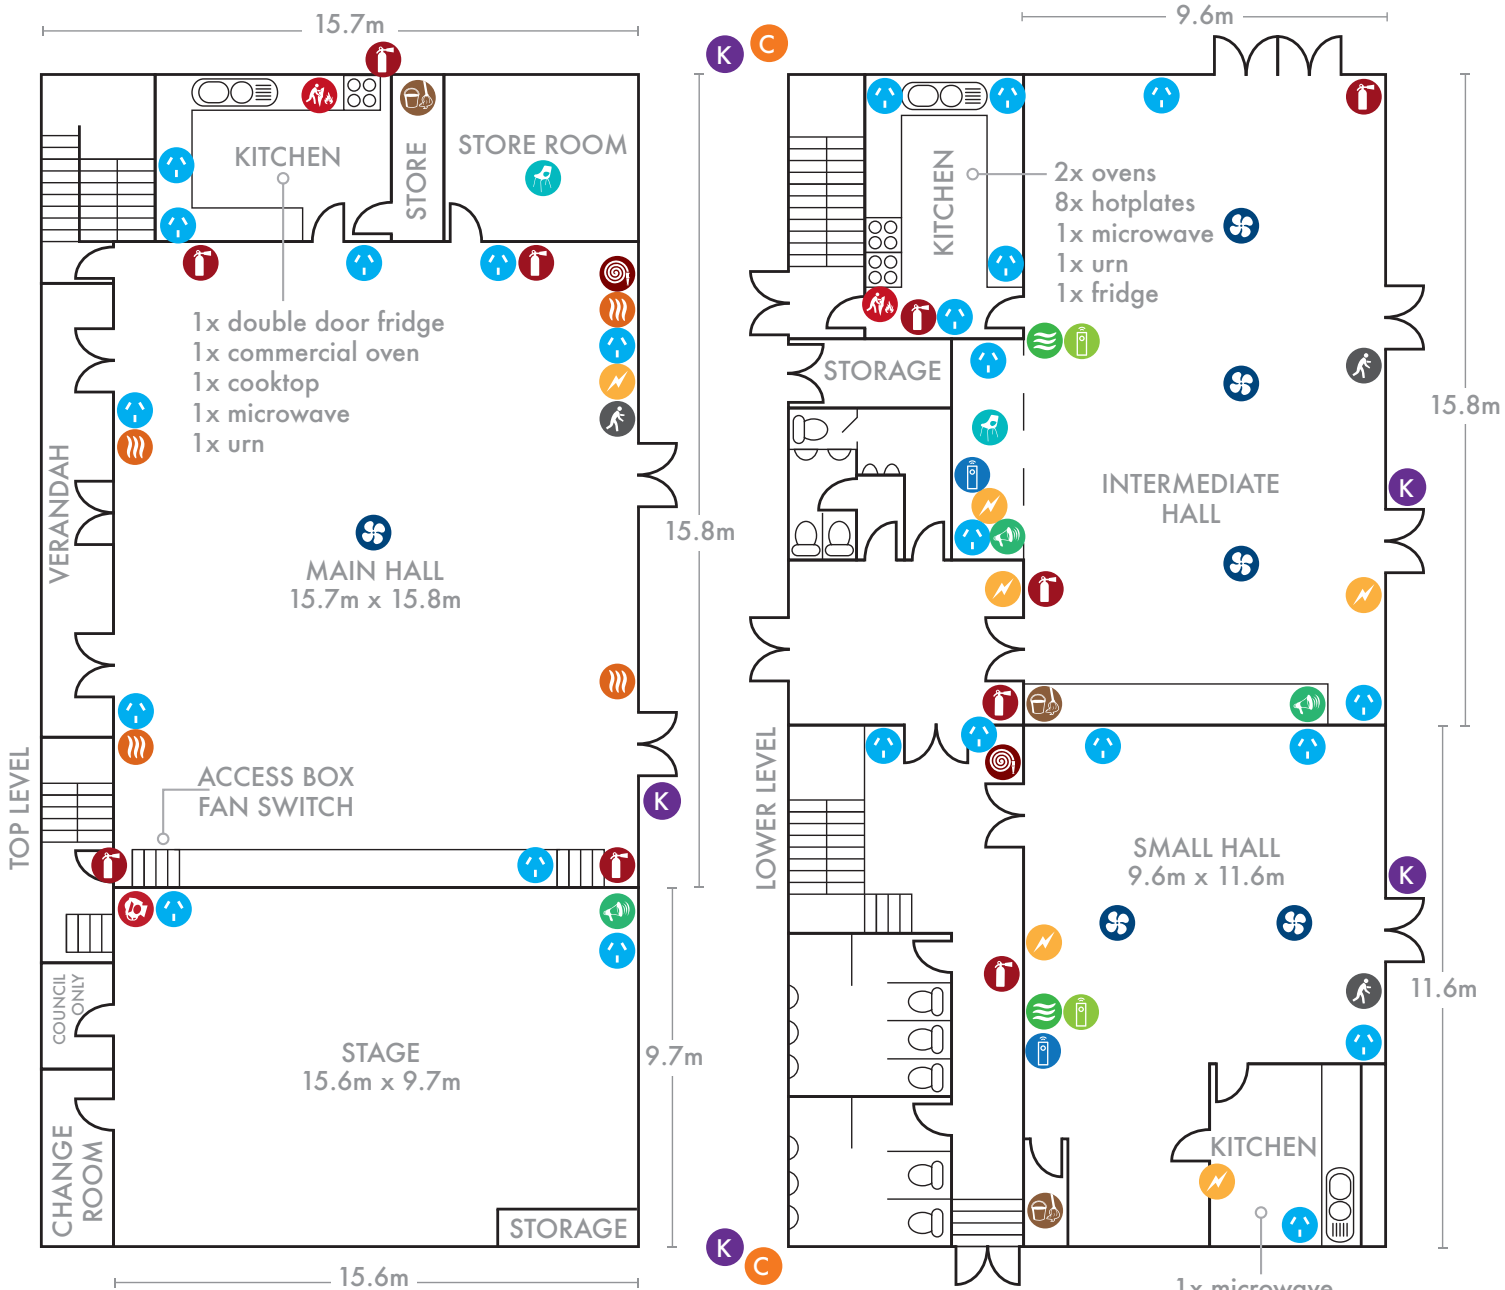 15.7m
KITCHEN
STORE
STORE ROOM
1x double door fridge
1x commercial oven
1x cooktop
1x microwave
1x urn
VERANDAH
MAIN HALL
15.7m x 15.8m
15.8m
TOP LEVEL
ACCESS BOX
FAN SWITCH
K
COUNCIL
ONLY
STAGE
15.6m x 9.7m
9.7m
CHANGE
ROOM
STORAGE
15.6m
K
C
9.6m
KITCHEN
2x ovens
8x hotplates
1x microwave
1x urn
1x fridge
STORAGE
15.8m
INTERMEDIATE
HALL
K
LOWER LEVEL
SMALL HALL
9.6m x 11.6m
K
11.6m
KITCHEN
K
C
1x microwave